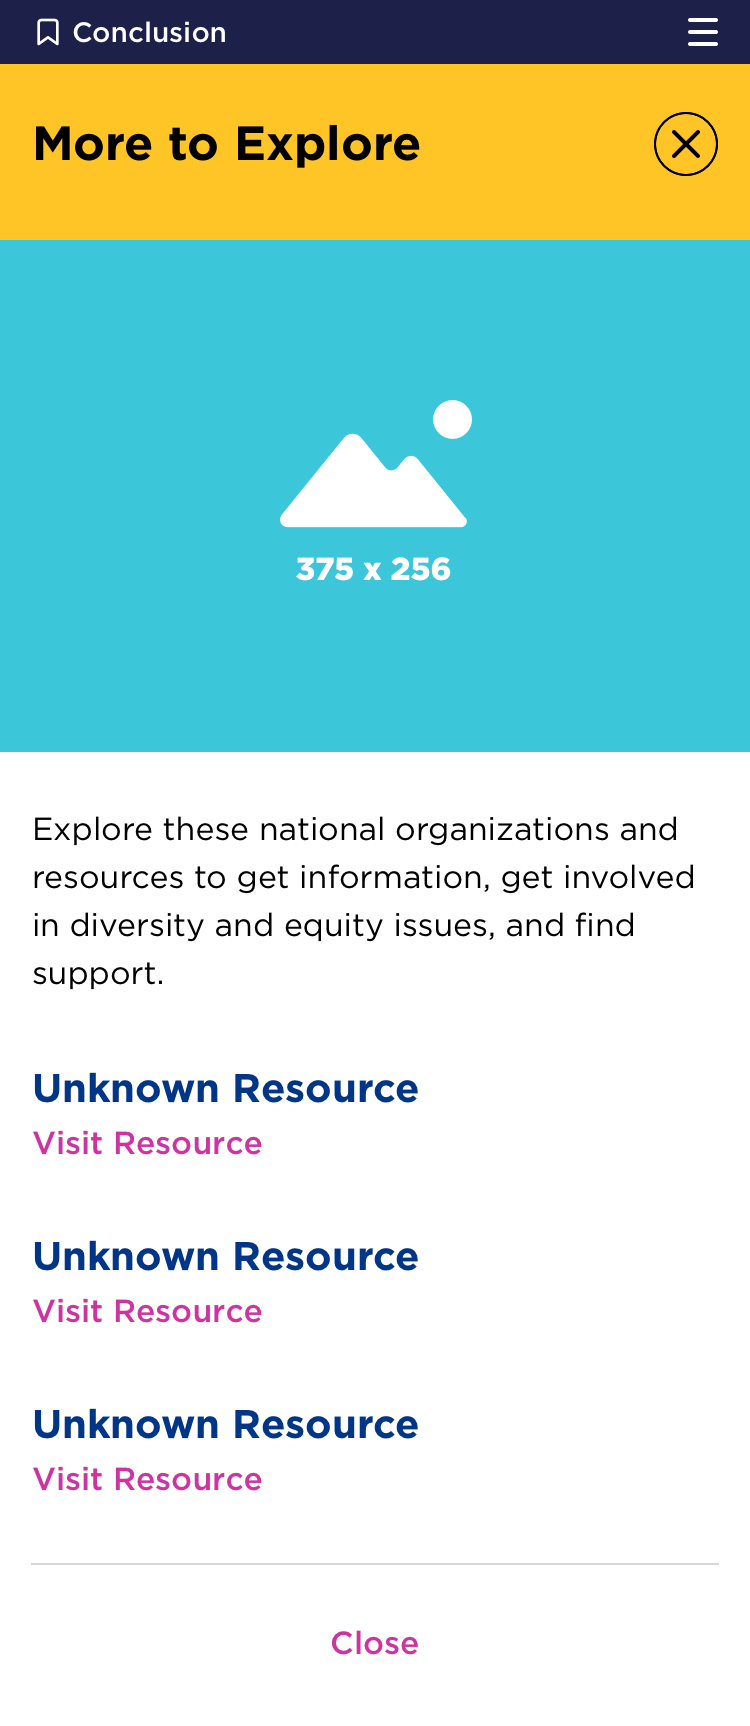 Conclusion
More to Explore
375 x 256
Explore these national organizations and
resources to get information, get involved
in diversity and equity issues, and find
support.
Unknown Resource
Visit Resource
Unknown Resource
Visit Resource
Unknown Resource
Visit Resource
Close